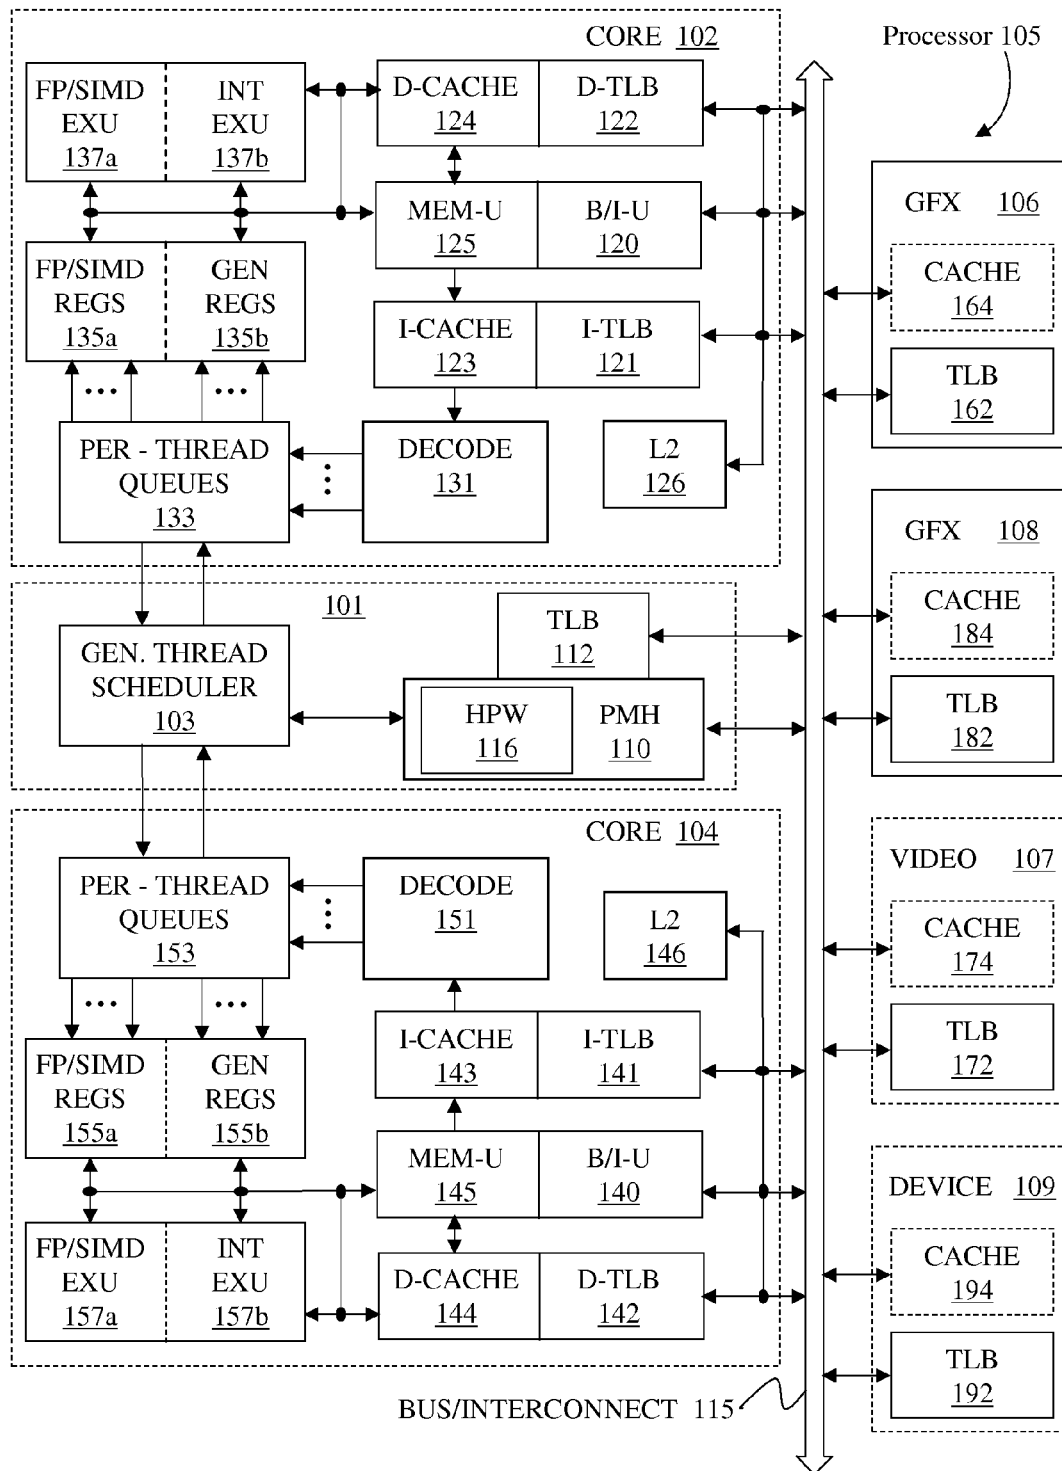 CORE 102
Processor 105
FP/SIMD
EXU
137a
INT
EXU
137b
D-CACHE
124
D-TLB
122
MEM-U
125
B/I-U
120
FP/SIMD
REGS
135a
GEN
REGS
135b
I-CACHE
123
I-TLB
121
PER - THREAD
QUEUES
133
DECODE
131
L2
126
GFX 106
CACHE
164
TLB
162
GFX 108
CACHE
184
TLB
182
101
GEN. THREAD
SCHEDULER
103
TLB
112
HPW
116
PMH
110
CORE 104
PER - THREAD
QUEUES
153
DECODE
151
L2
146
FP/SIMD
REGS
155a
GEN
REGS
155b
I-CACHE
143
I-TLB
141
MEM-U
145
B/I-U
140
FP/SIMD
EXU
157a
INT
EXU
157b
D-CACHE
144
D-TLB
142
VIDEO 107
CACHE
174
TLB
172
DEVICE 109
CACHE
194
TLB
192
BUS/INTERCONNECT 115